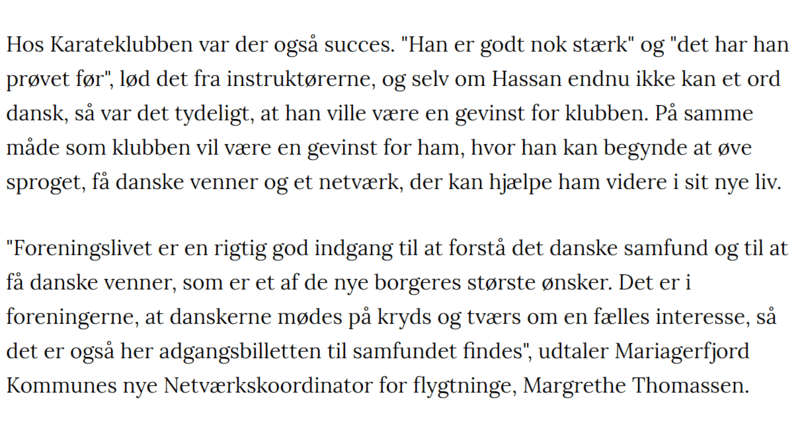 Hos Karateklubben var der også succes. "Han er godt nok stærk" og "det har han
prøvet før", lød det fra instruktørerne, og selv om Hassan endnu ikke kan et ord
dansk, så var det tydeligt, at han ville være en gevinst for klubben. På samme
måde som klubben vil være en gevinst for ham, hvor han kan begynde at øve
sproget, få danske venner og et netværk, der kan hjælpe ham videre i sit nye liv.
"Foreningslivet er en rigtig god indgang til at forstå det danske samfund og til at
få danske venner, som er et af de nye borgeres største ønsker. Det er i
foreningerne, at danskerne mødes på kryds og tværs om en fælles interesse, så
det er også her adgangsbilletten til samfundet findes", udtaler Mariagerfjord
Kommunes nye Netværkskoordinator for flygtninge, Margrethe Thomassen.